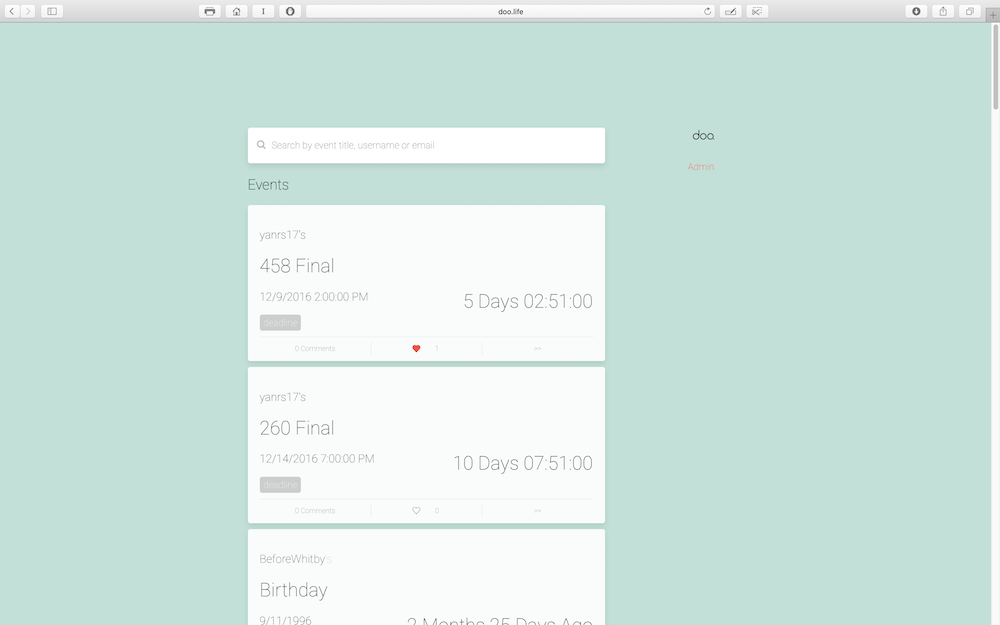 doo.life
Search by event title, username or email
doo.
Admin
Events
yanrs17's
458 Final
12/9/2016 2:00:00 PM
5 Days 02:51:00
deadline
0 Comments
1
yanrs17's
260 Final
12/14/2016 7:00:00 PM
10 Days 07:51:00
deadline
0 Comments
0
BeforeWhitby's
Birthday
9/11/1996
2 Months 25 Days Ago